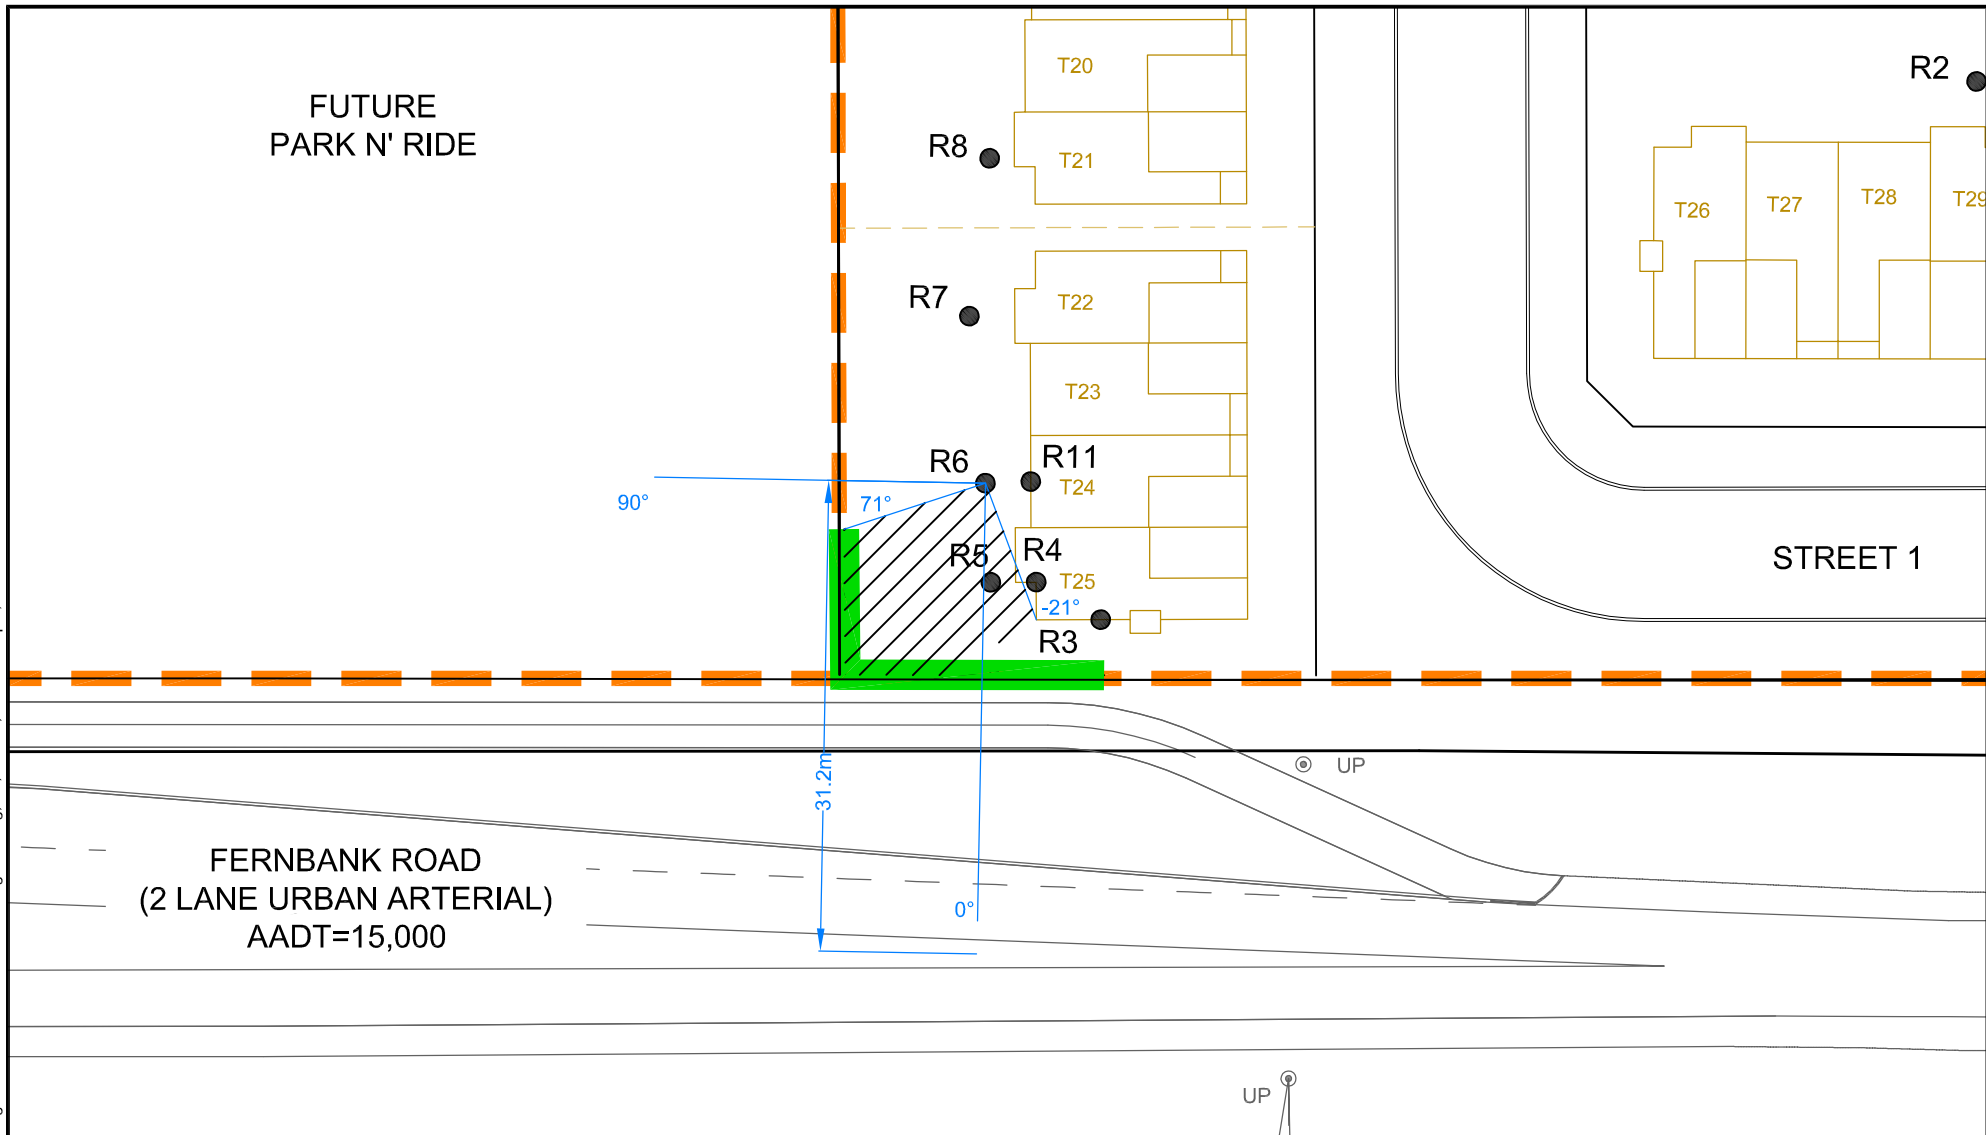 FUTURE
PARK N' RIDE
T20
R8
T21
R2
T26
T27
T28
T29
R7
T22
T23
R6
R11
T24
90°
71°
R5
R4
T25
-21°
R3
STREET 1
31.2m
UP
FERNBANK ROAD
(2 LANE URBAN ARTERIAL)
AADT=15,000
0°
UP